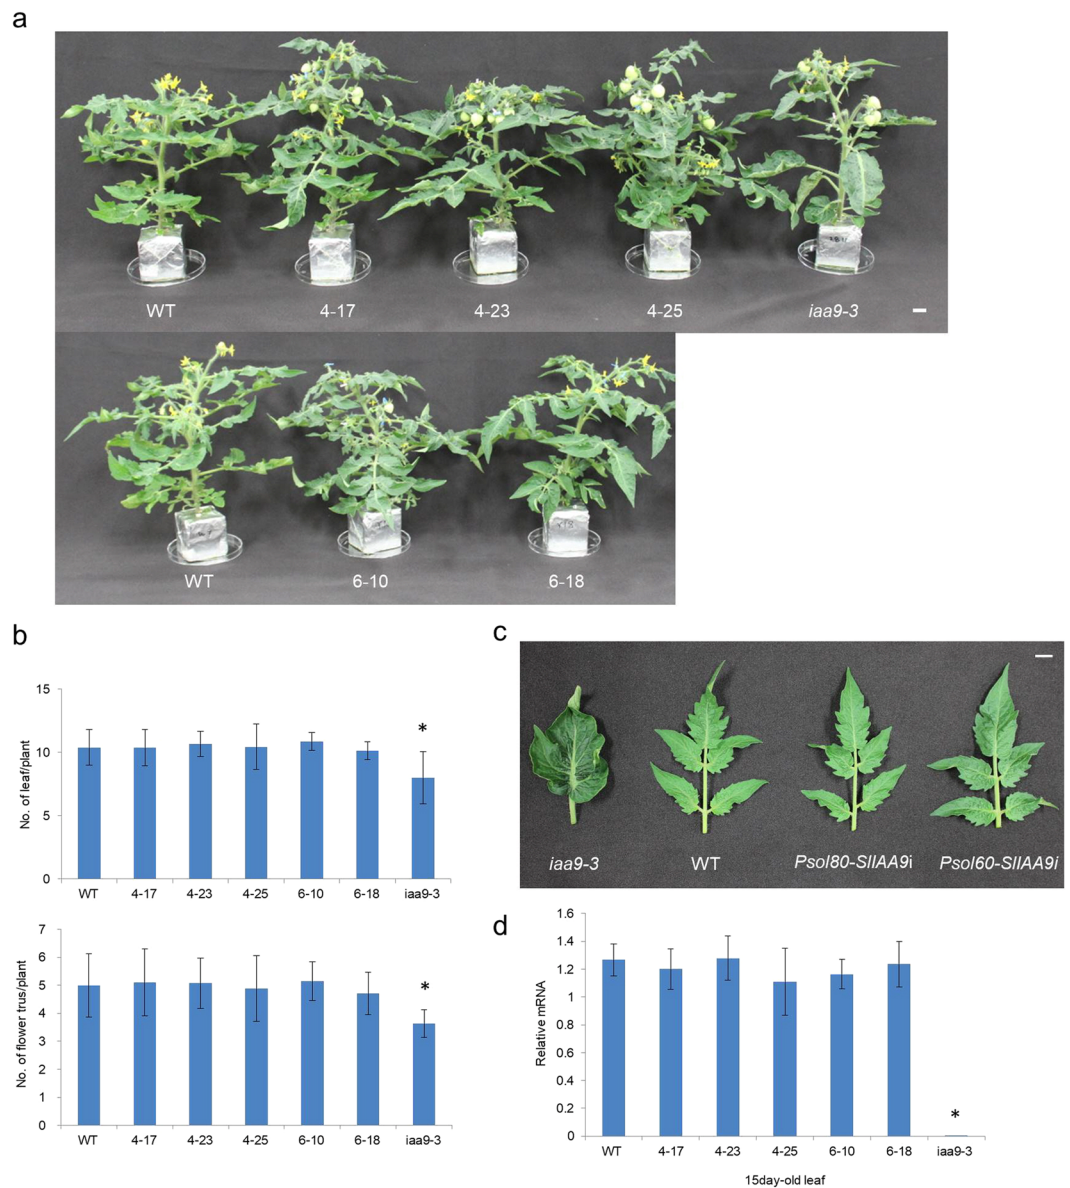 a
WT 4-17 4-23 4-25 iaa9-3
WT 6-10 6-18
b
No. of leaf/plant
15
10
5
0
WT 4-17 4-23 4-25 6-10 6-18 iaa9-3
*
No. of flower trus/plant
7
6
5
4
3
2
1
0
WT 4-17 4-23 4-25 6-10 6-18 iaa9-3
*
c
iaa9-3 WT Psol80-SlIAA9i Psol60-SlIAA9i
d
Relative mRNA
1.6
1.4
1.2
1
0.8
0.6
0.4
0.2
0
*
WT 4-17 4-23 4-25 6-10 6-18 iaa9-3
15day-old leaf